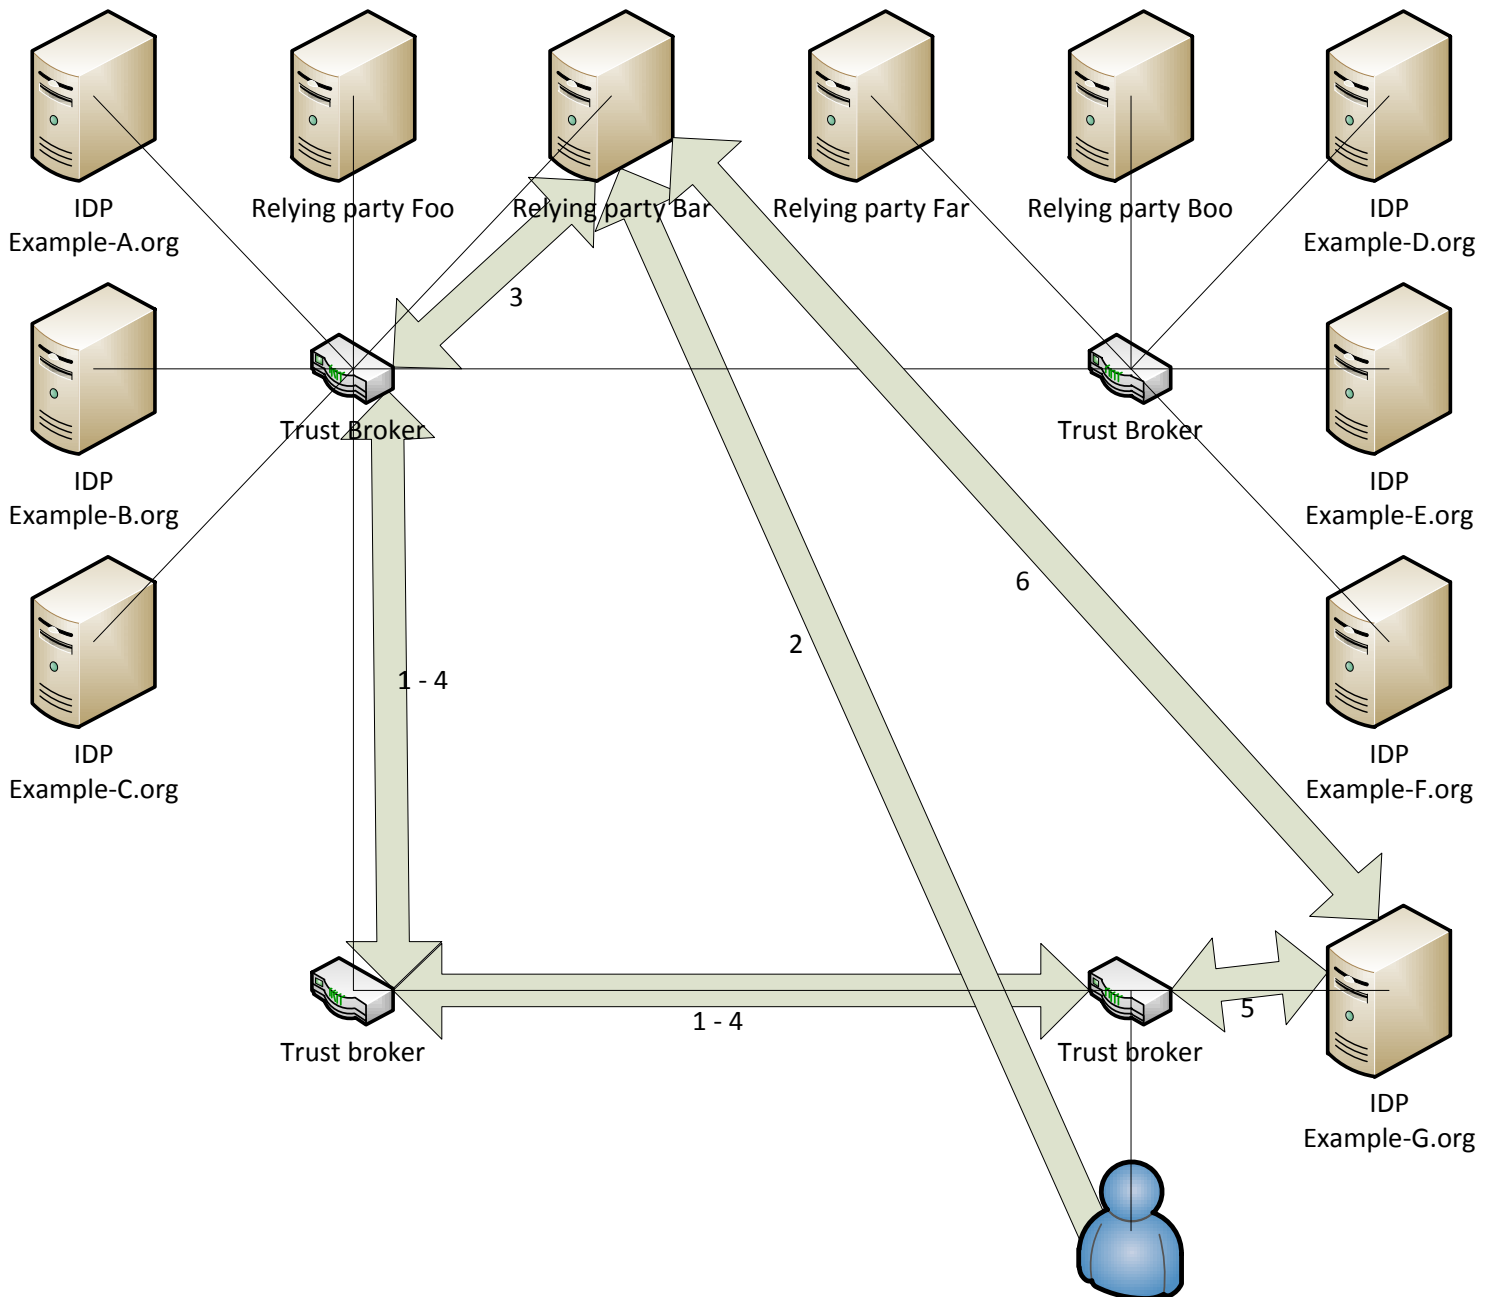 IDP
Example-A.org
Relying party Foo
Relying party Bar
Relying party Far
Relying party Boo
IDP
Example-D.org
3
IDP
Example-B.org
Trust Broker
Trust Broker
IDP
Example-E.org
6
2
1 - 4
IDP
Example-C.org
IDP
Example-F.org
1 - 4
5
Trust broker
Trust broker
IDP
Example-G.org